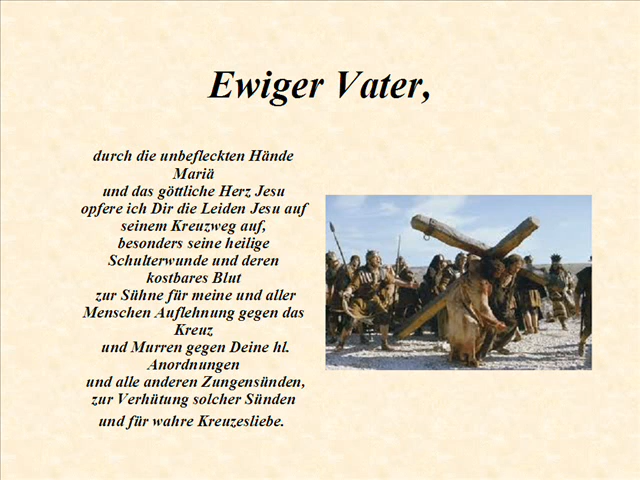 Ewiger Vater,
durch die unbefleckten Hände
Mariä
und das göttliche Herz Jesu
opfere ich Dir die Leiden Jesu auf
seinem Kreuzweg auf,
besonders seine heilige
Schulterwunde und deren
kostbares Blut
zur Sühne für meine und aller
Menschen Auflehnung gegen das
Kreuz
und Murren gegen Deine hl.
Anordnungen
und alle anderen Zungensünden,
zur Verhütung solcher Sünden
und für wahre Kreuzesliebe.